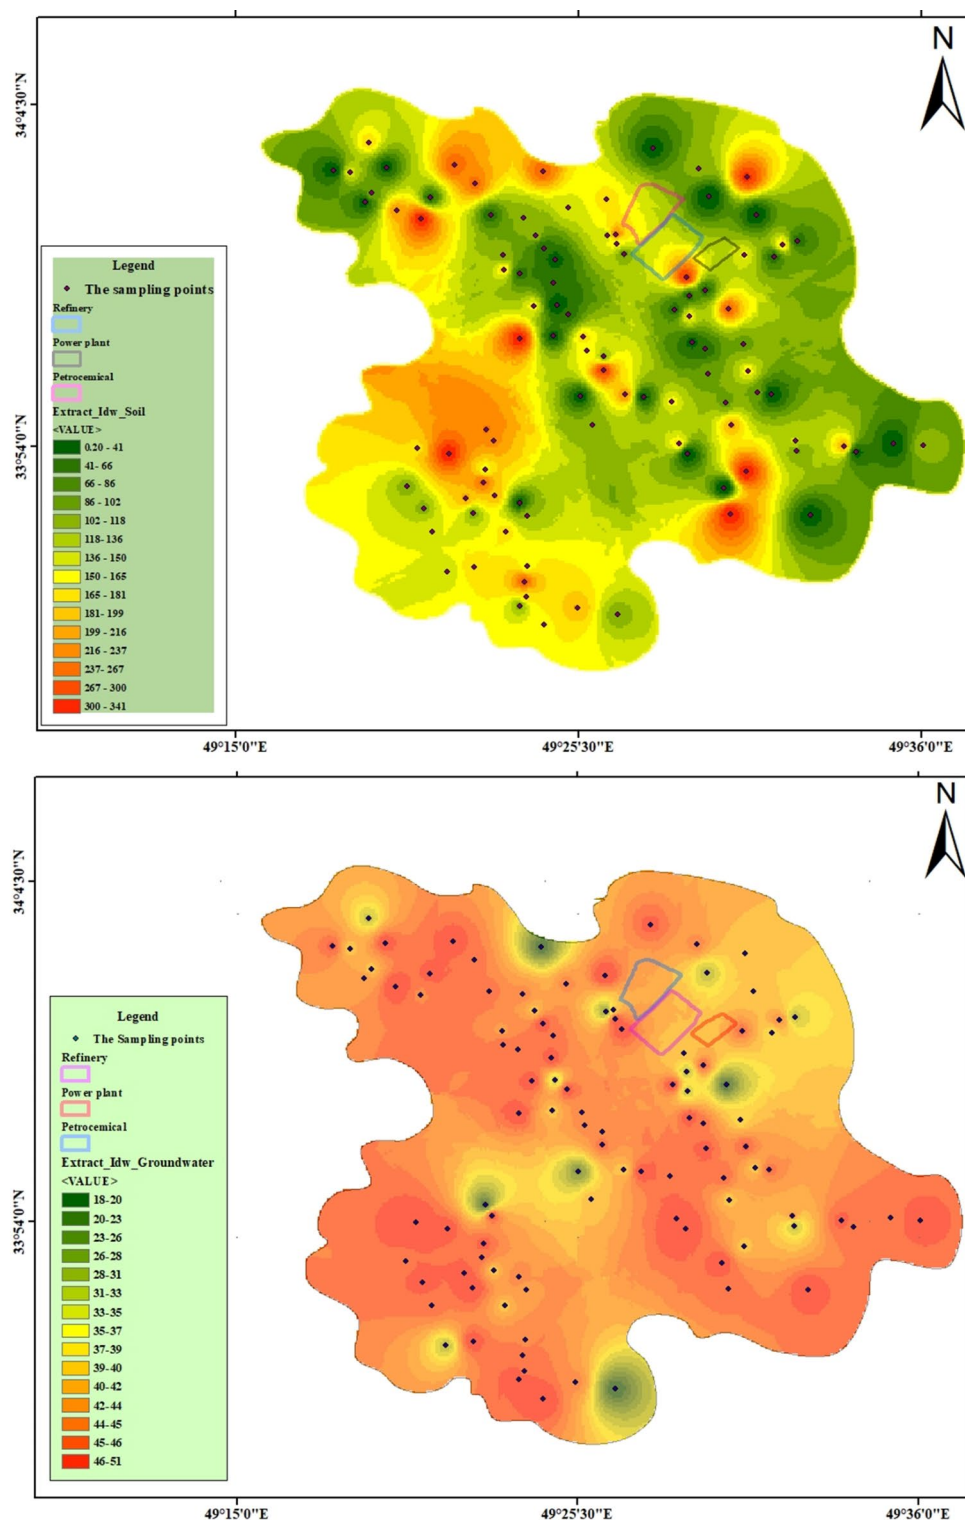 N
34°4'30"N
Legend
The sampling points
Refinery
Power plant
Petrocemical
Extract_Idw_Soil
<VALUE>
0.20 - 41
41- 66
66 - 86
86 - 102
102 - 118
118- 136
136 - 150
150 - 165
165 - 181
181- 199
199 - 216
216 - 237
237- 267
267 - 300
300 - 341
33°54'0"N
49°15'0"E
49°25'30"E
49°36'0"E
N
34°4'30"N
Legend
The Sampling points
Refinery
Power plant
Petrocemical
Extract_Idw_Groundwater
<VALUE>
18-20
20-23
23-26
26-28
28-31
31-33
33-35
35-37
37-39
39-40
40-42
42-44
44-45
45-46
46-51
33°54'0"N
49°15'0"E
49°25'30"E
49°36'0"E